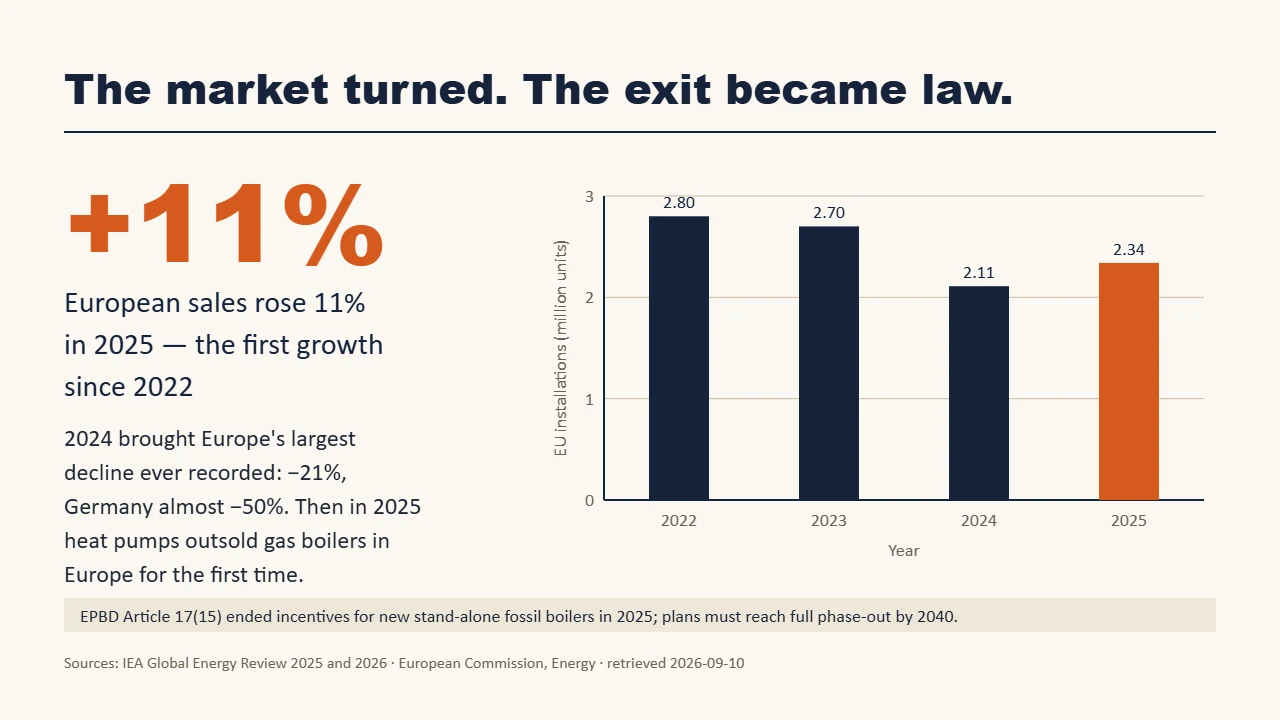 The market turned. The exit became law.
+11%
European sales rose 11%
in 2025 — the first growth
since 2022
2024 brought Europe's largest
decline ever recorded: −21%,
Germany almost −50%. Then in 2025
heat pumps outsold gas boilers in
Europe for the first time.
EU installations (million units)
3
2
1
0
2.80
2.70
2.11
2.34
2022
2023
2024
2025
Year
EPBD Article 17(15) ended incentives for new stand-alone fossil boilers in 2025; plans must reach full phase-out by 2040.
Sources: IEA Global Energy Review 2025 and 2026 · European Commission, Energy · retrieved 2026-09-10